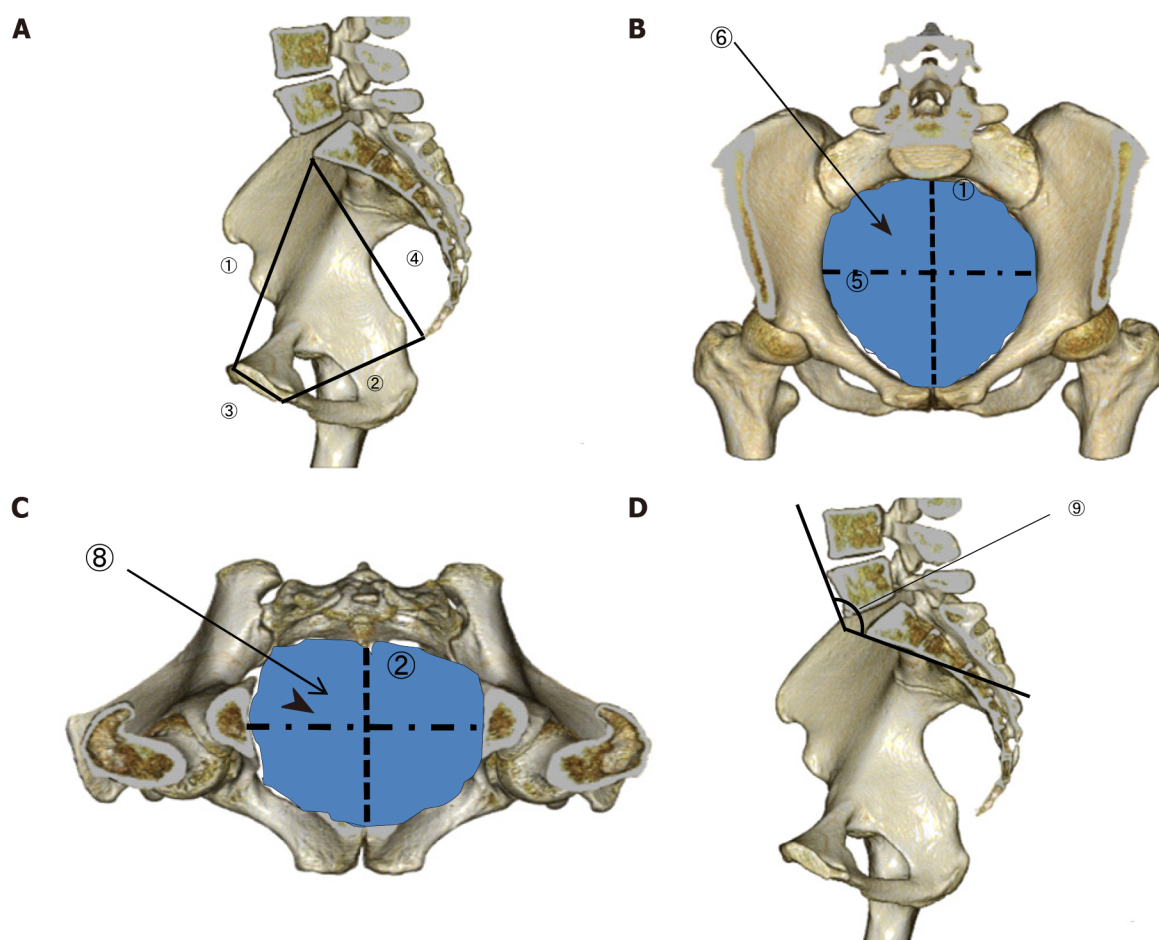 A
B
⑥
①
④
①
⑤
②
③
C
D
⑨
⑧
②